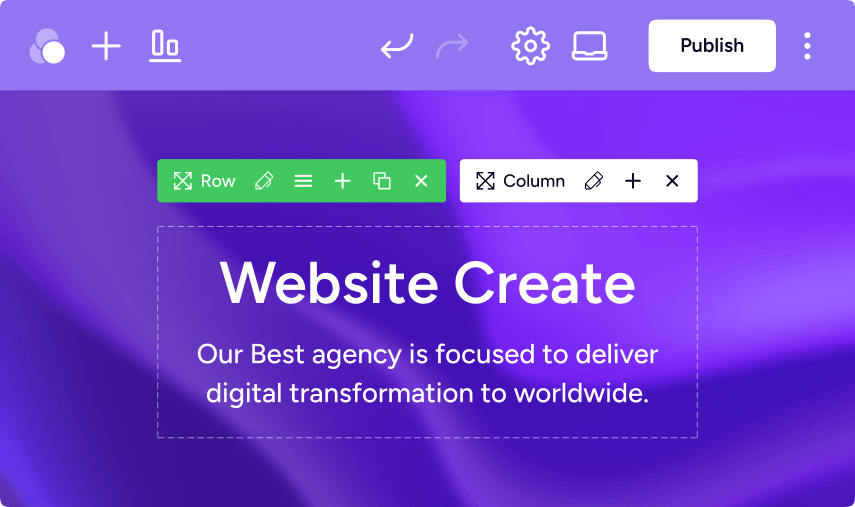 Publish
Row
Column
Website Create
Our Best agency is focused to deliver
digital transformation to worldwide.